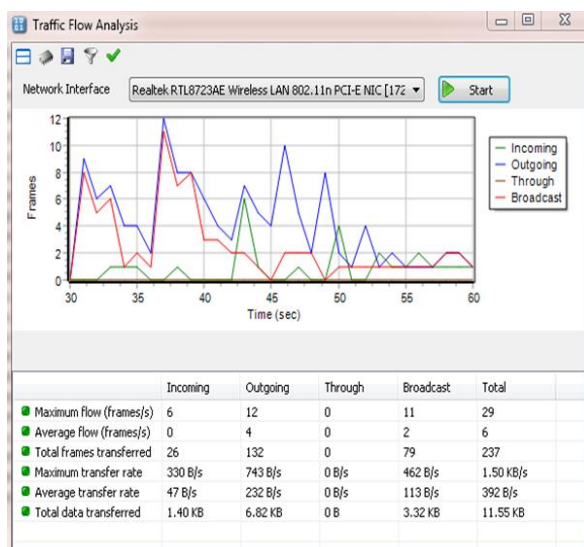 Traffic Flow Analysis
Network Interface Realtek RTL8723AE Wireless LAN 802.11n PCI-E NIC [172 Start
12
10
8
6
4
2
0
Frames
30 35 40 45 50 55 60
Time (sec)
Incoming
Outgoing
Through
Broadcast
Incoming Outgoing Through Broadcast Total
Maximum flow (frames/s) 6 12 0 11 29
Average flow (frames/s) 0 4 0 2 6
Total frames transferred 26 132 0 79 237
Maximum transfer rate 330 B/s 743 B/s 0 B/s 462 B/s 1.50 KB/s
Average transfer rate 47 B/s 232 B/s 0 B/s 113 B/s 392 B/s
Total data transferred 1.40 KB 6.82 KB 0 B 3.32 KB 11.55 KB